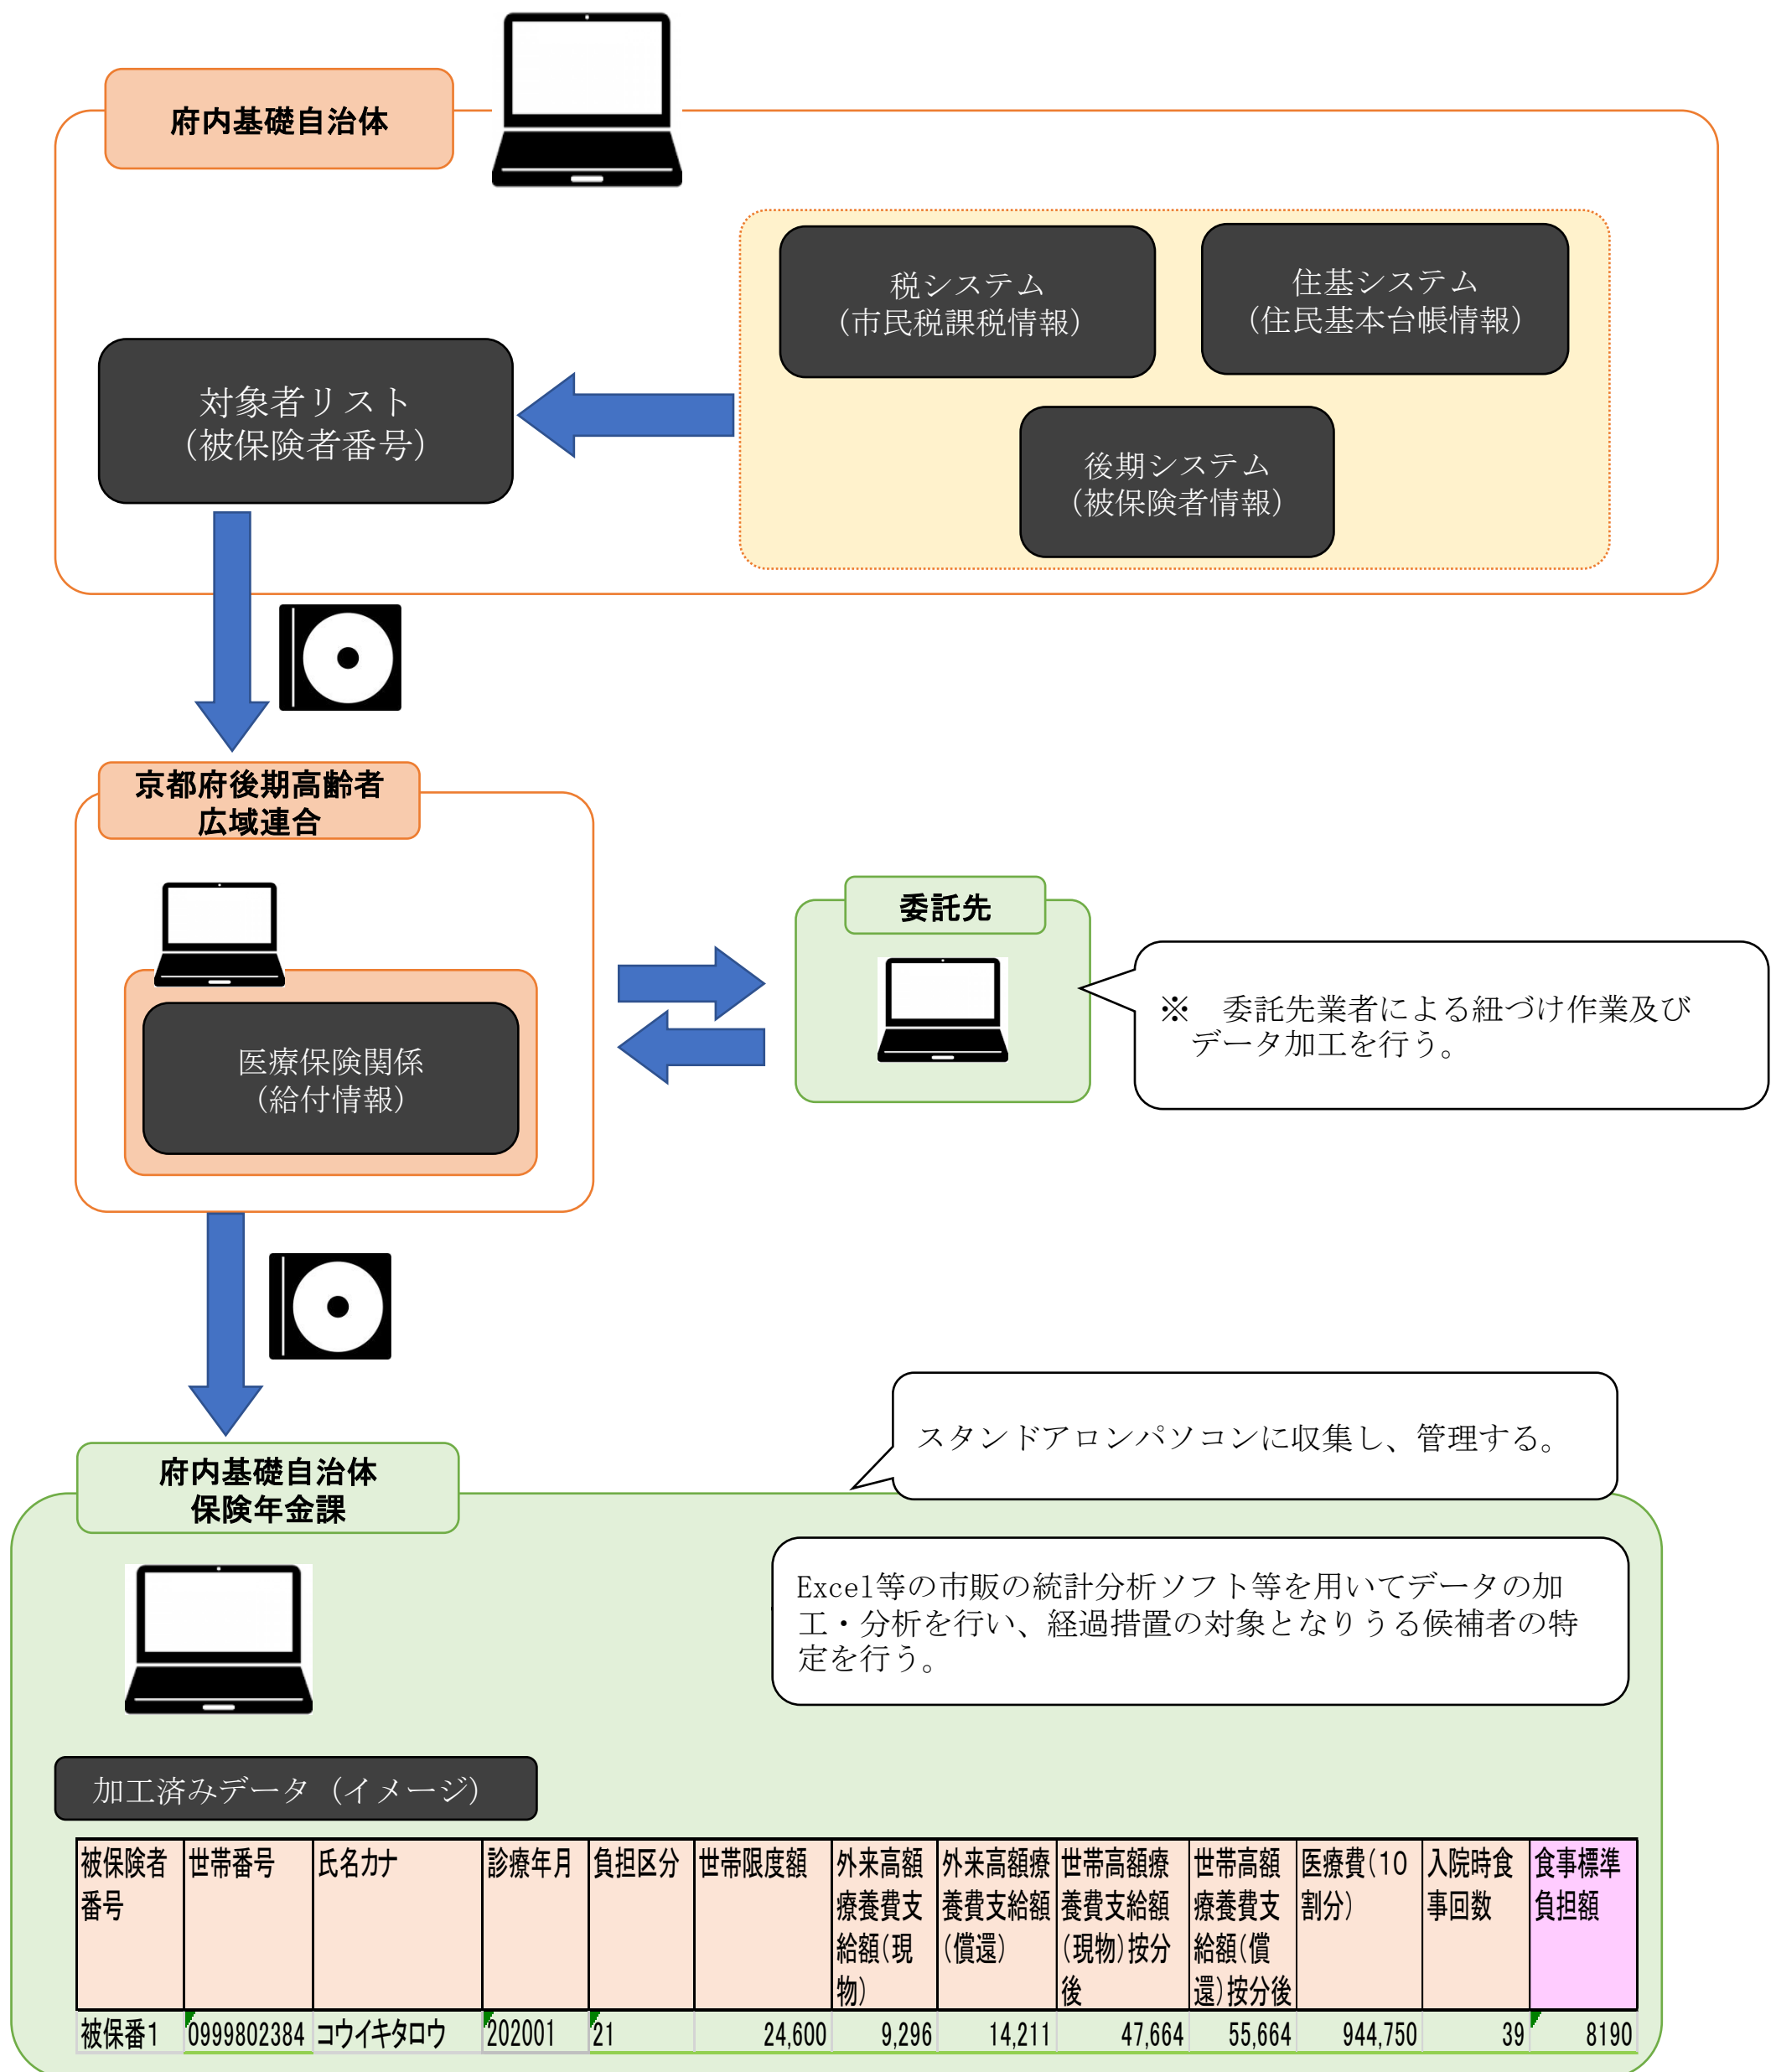 府内基礎自治体
税システム
（市民税課税情報）
住基システム
（住民基本台帳情報）
対象者リスト
（被保険者番号）
後期システム
（被保険者情報）
京都府後期高齢者
広域連合
委託先
※　委託先業者による紐づけ作業及び
データ加工を行う。
医療保険関係
（給付情報）
スタンドアロンパソコンに収集し、管理する。
府内基礎自治体
保険年金課
Excel等の市販の統計分析ソフト等を用いてデータの加
工・分析を行い、経過措置の対象となりうる候補者の特
定を行う。
加工済みデータ（イメージ）
被保険者
番号
世帯番号
氏名カナ
診療年月
負担区分
世帯限度額
外来高額
療養費支
給額（現
物）
外来高額療
養費支給額
（償還）
世帯高額療
養費支給額
（現物）按分
後
世帯高額
療養費支
給額（償
還）按分後
医療費（１０
割分）
入院時食
事回数
食事標準
負担額
被保番１ 0999802384 コウイキタロウ 202001 21 24,600 9,296 14,211 47,664 55,664 944,750 39 8190